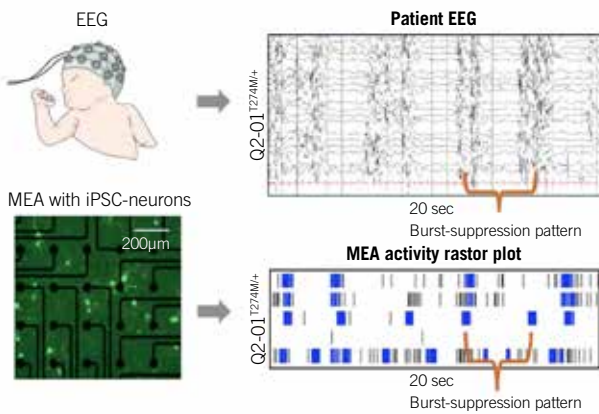 EEG
Patient EEG
Q2-01T274M/+
20 sec
Burst-suppression pattern
MEA with iPSC-neurons
200µm
MEA activity rastor plot
Q2-01T274M/+
20 sec
Burst-suppression pattern